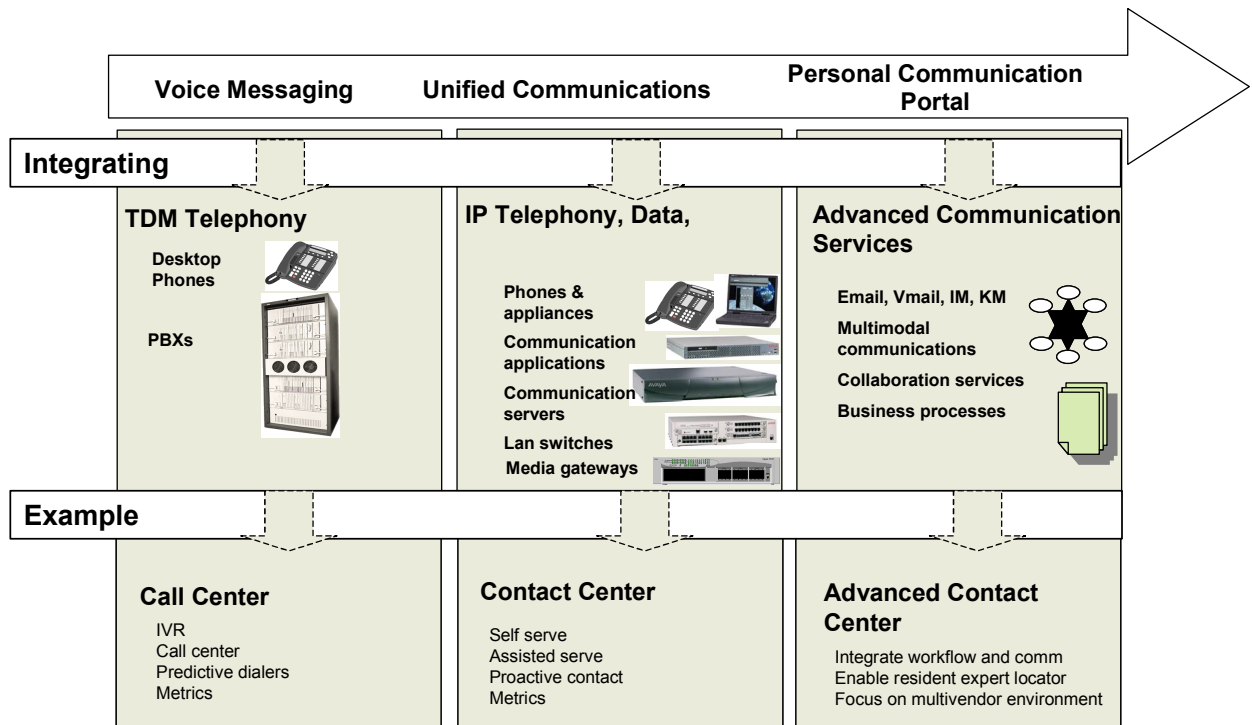 Voice Messaging
Unified Communications
Personal Communication
Portal
Integrating
TDM Telephony
Desktop
Phones
PBXs
IP Telephony, Data,
Phones &
appliances
Communication
applications
Communication
servers
AVAYA
Lan switches
Media gateways
Advanced Communication
Services
Email, Vmail, IM, KM
Multimodal
communications
Collaboration services
Business processes
Example
Call Center
IVR
Call center
Predictive dialers
Metrics
Contact Center
Self serve
Assisted serve
Proactive contact
Metrics
Advanced Contact
Center
Integrate workflow and comm
Enable resident expert locator
Focus on multivendor environment